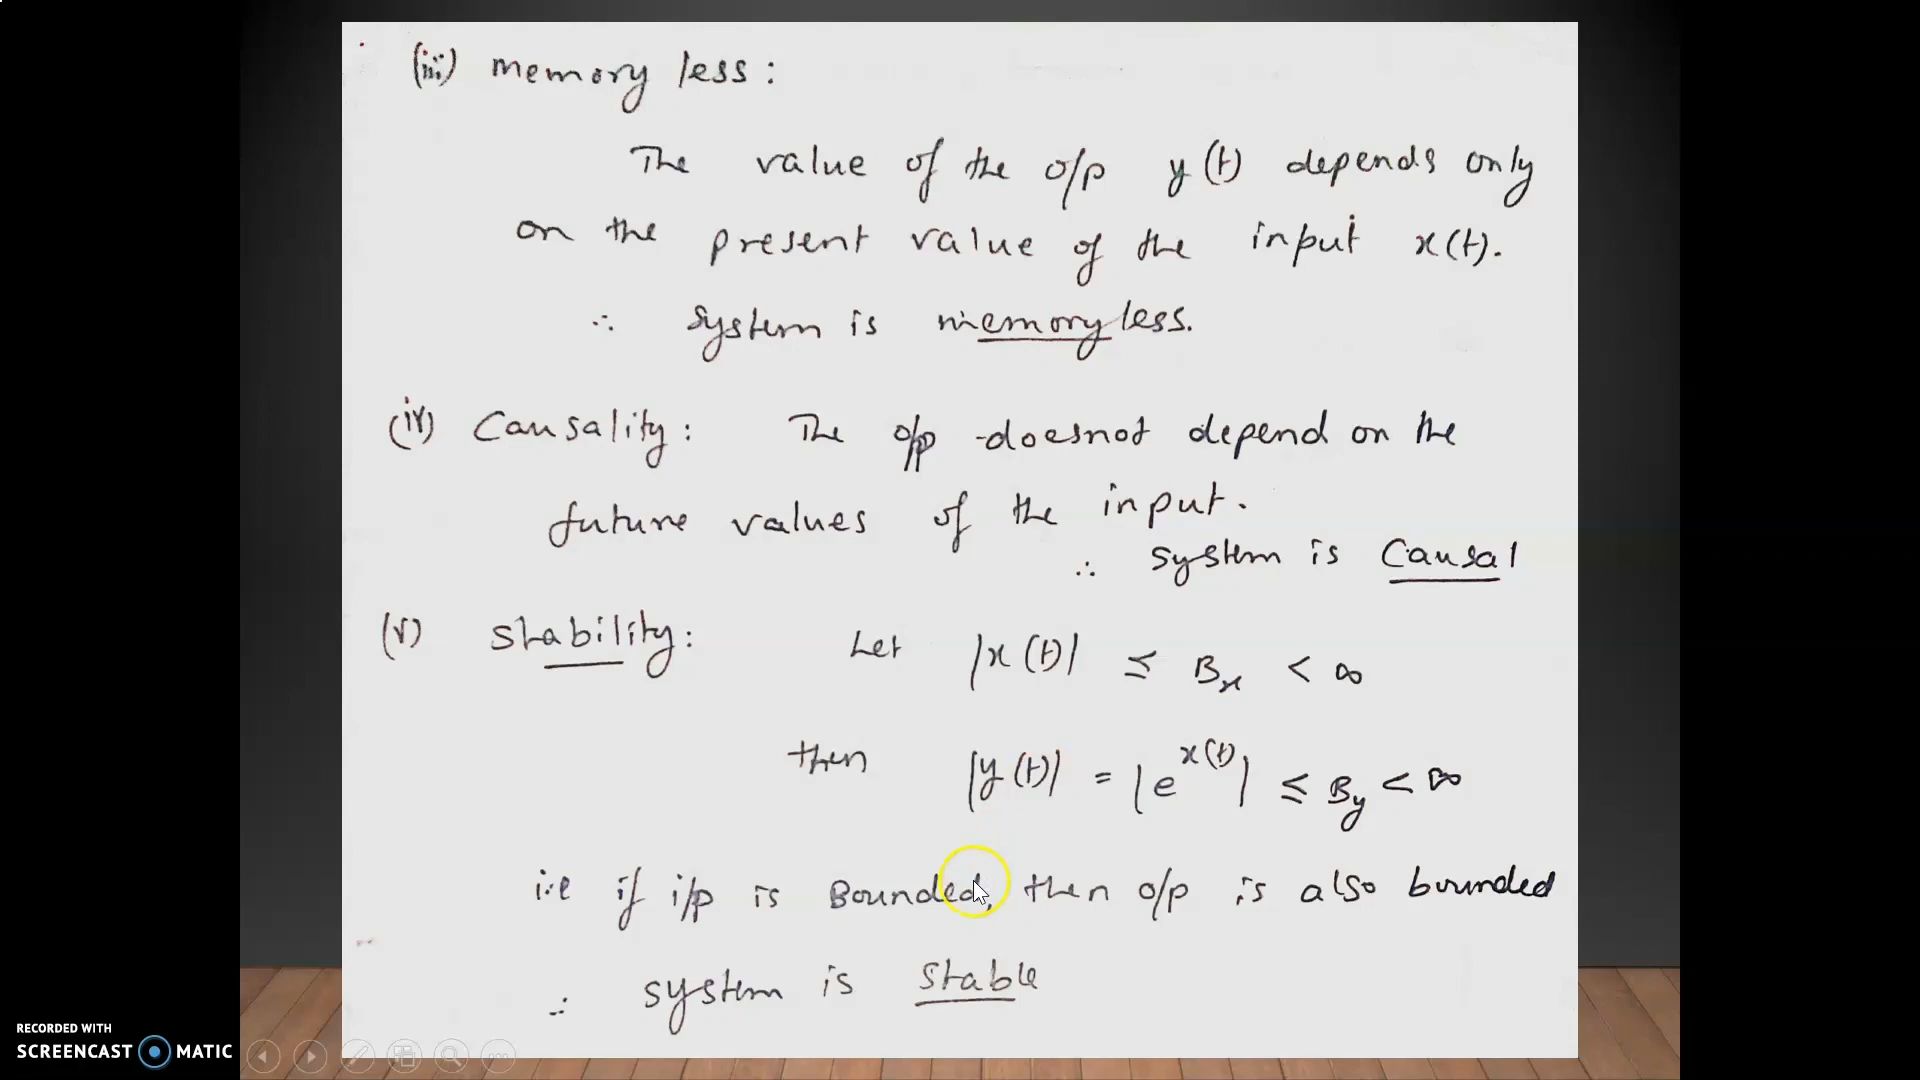 (iii) memory less:
The value of the o/p y(t) depends only
on the present value of the input x(t).
∴ system is memoryless.
(iv) Causality: The o/p doesnot depend on the
future values of the input.
∴ system is Causal
(v) Stability: Let |x(t)| ≤ Bx < ∞
then |y(t)| = |e^x(t)| ≤ By < ∞
i.e if i/p is Bounded, then o/p is also bounded
∴ system is stable
RECORDED WITH
SCREENCAST MATIC